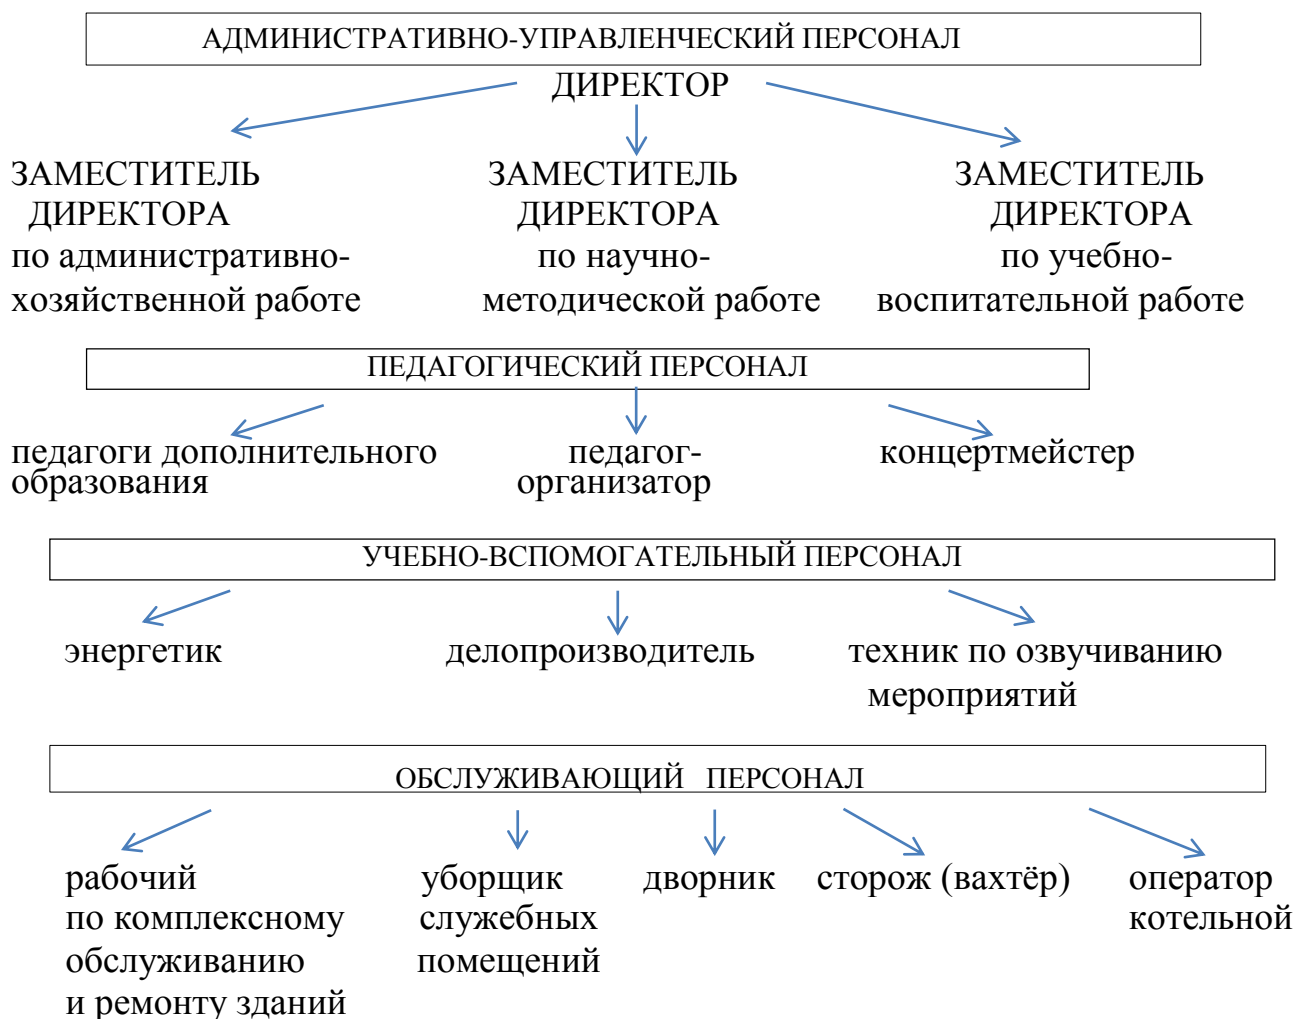 АДМИНИСТРАТИВНО-УПРАВЛЕНЧЕСКИЙ ПЕРСОНАЛ
ДИРЕКТОР
ЗАМЕСТИТЕЛЬ
ДИРЕКТОРА
по административно-
хозяйственной работе
ЗАМЕСТИТЕЛЬ
ДИРЕКТОРА
по научно-
методической работе
ЗАМЕСТИТЕЛЬ
ДИРЕКТОРА
по учебно-
воспитательной работе
ПЕДАГОГИЧЕСКИЙ ПЕРСОНАЛ
педагоги дополнительного
образования
педагог-
организатор
концертмейстер
УЧЕБНО-ВСПОМОГАТЕЛЬНЫЙ ПЕРСОНАЛ
энергетик
делопроизводитель
техник по озвучиванию
мероприятий
ОБСЛУЖИВАЮЩИЙ ПЕРСОНАЛ
рабочий
по комплексному
обслуживанию
и ремонту зданий
уборщик
служебных
помещений
дворник
сторож (вахтёр)
оператор
котельной